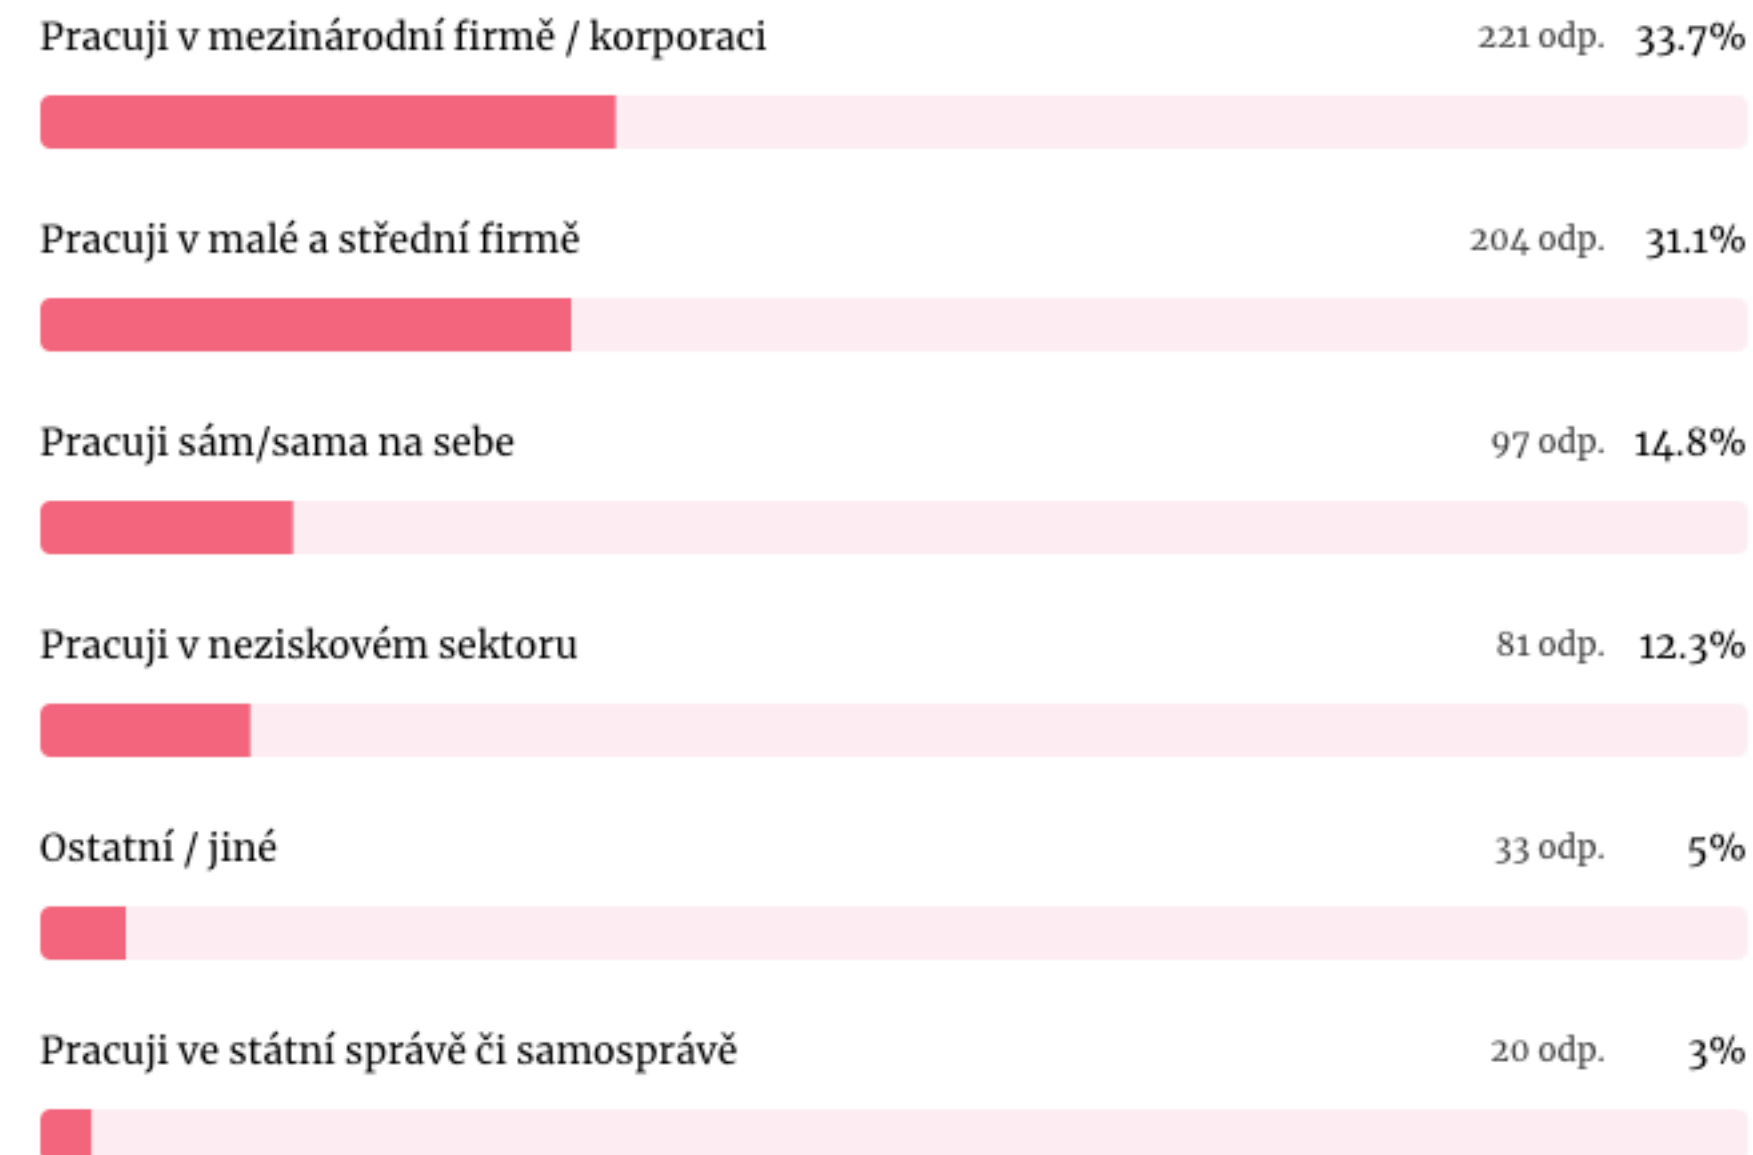 Pracuji v mezinárodní firmě / korporaci 221 odp. 33.7%
Pracuji v malé a střední firmě 204 odp. 31.1%
Pracuji sám/sama na sebe 97 odp. 14.8%
Pracuji v neziskovém sektoru 81 odp. 12.3%
Ostatní / jiné 33 odp. 5%
Pracuji ve státní správě či samosprávě 20 odp. 3%